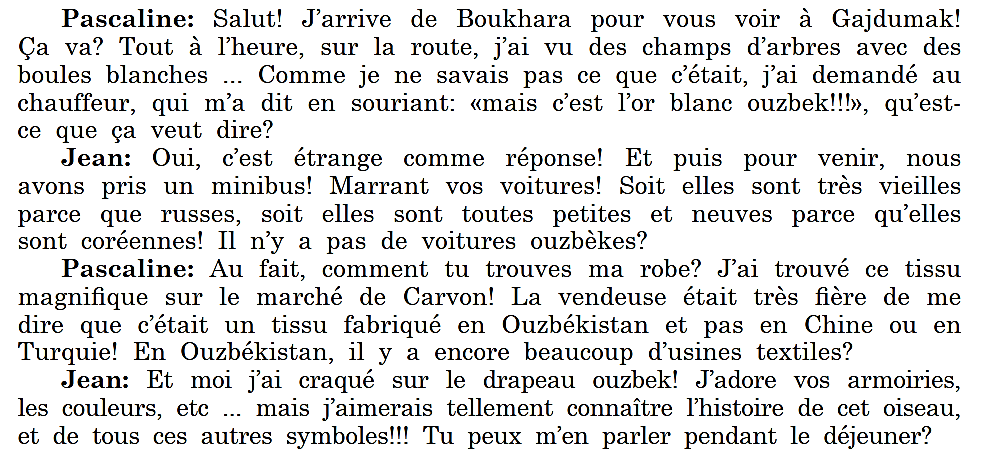 Pascaline: Salut! J’arrive de Boukhara pour vous voir à Gajdumak!
Ça va? Tout à l’heure, sur la route, j’ai vu des champs d’arbres avec des
boules blanches ... Comme je ne savais pas ce que c’était, j’ai demandé au
chauffeur, qui m’a dit en souriant: «mais c’est l’or blanc ouzbek!!!», qu’est-
ce que ça veut dire?
Jean: Oui, c’est étrange comme réponse! Et puis pour venir, nous
avons pris un minibus! Marrant vos voitures! Soit elles sont très vieilles
parce que russes, soit elles sont toutes petites et neuves parce qu’elles
sont coréennes! Il n’y a pas de voitures ouzbèkes?
Pascaline: Au fait, comment tu trouves ma robe? J’ai trouvé ce tissu
magnifique sur le marché de Carvon! La vendeuse était très fière de me
dire que c’était un tissu fabriqué en Ouzbékistan et pas en Chine ou en
Turquie! En Ouzbékistan, il y a encore beaucoup d’usines textiles?
Jean: Et moi j’ai craqué sur le drapeau ouzbek! J’adore vos armoiries,
les couleurs, etc ... mais j’aimerais tellement connaître l’histoire de cet oiseau,
et de tous ces autres symboles!!! Tu peux m’en parler pendant le déjeuner?